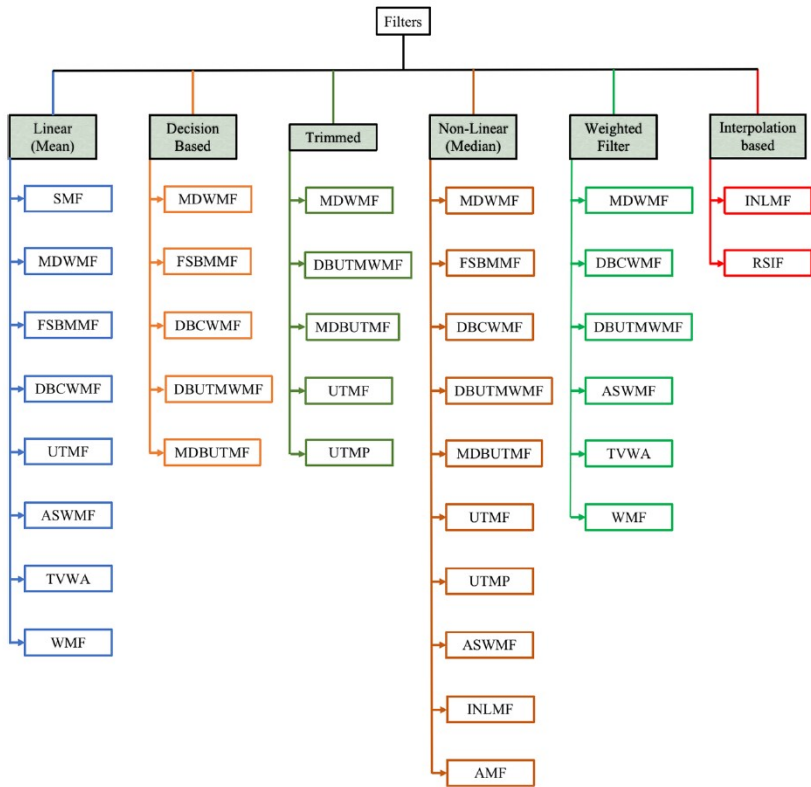 Filters
Linear
(Mean)
SMF
MDWMF
FSBMMF
DBCWMF
UTMF
ASWMF
TVWA
WMF
Decision
Based
MDWMF
FSBMMF
DBCWMF
DBUTMWMF
MDBUTMF
Trimmed
MDWMF
DBUTMWMF
MDBUTMF
UTMF
UTMP
Non-Linear
(Median)
MDWMF
FSBMMF
DBCWMF
DBUTMWMF
MDBUTMF
UTMF
UTMP
ASWMF
INLMF
AMF
Weighted
Filter
MDWMF
DBCWMF
DBUTMWMF
ASWMF
TVWA
WMF
Interpolation
based
INLMF
RSIF